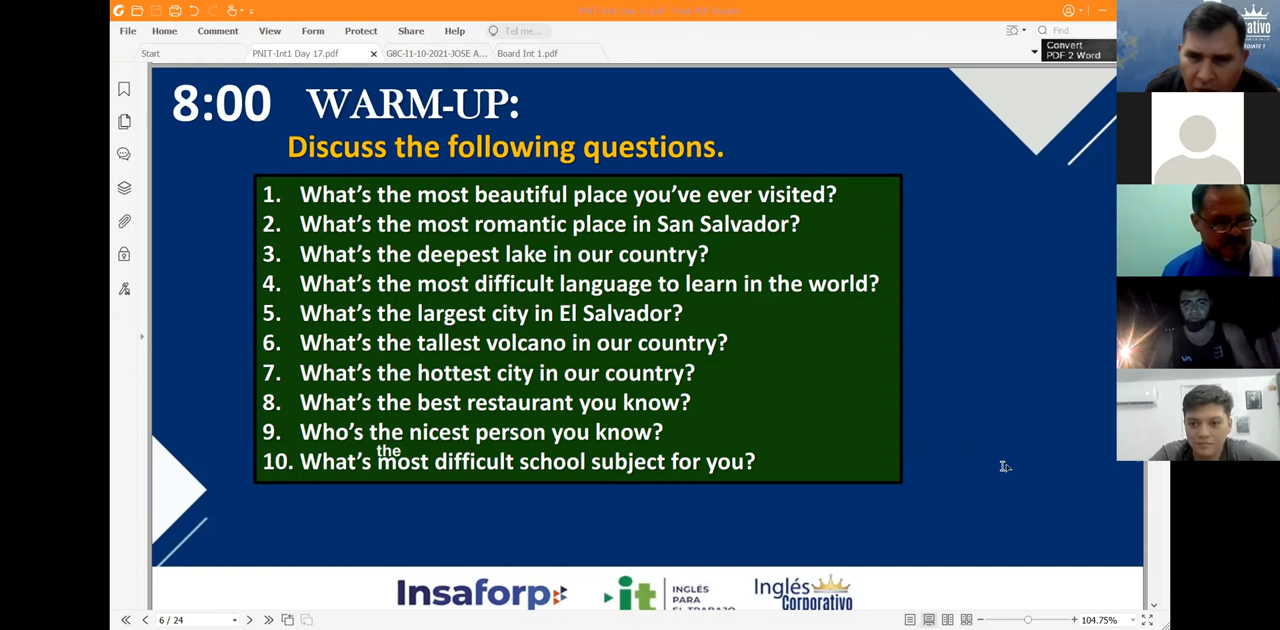 File Home Comment View Form Protect Share Help Tell me... Find
Convert
PDF 2 Word
Start PNIT-Int1 Day 17.pdf G8C-I1-10-2021-JOSE A... Board Int 1.pdf
8:00 WARM-UP:
Discuss the following questions.
1. What's the most beautiful place you've ever visited?
2. What's the most romantic place in San Salvador?
3. What's the deepest lake in our country?
4. What's the most difficult language to learn in the world?
5. What's the largest city in El Salvador?
6. What's the tallest volcano in our country?
7. What's the hottest city in our country?
8. What's the best restaurant you know?
9. Who's the nicest person you know?
the
10. What's most difficult school subject for you?
Insaforp it INGLÉS PARA EL TRABAJO Inglés Corporativo
6 / 24 104.75%